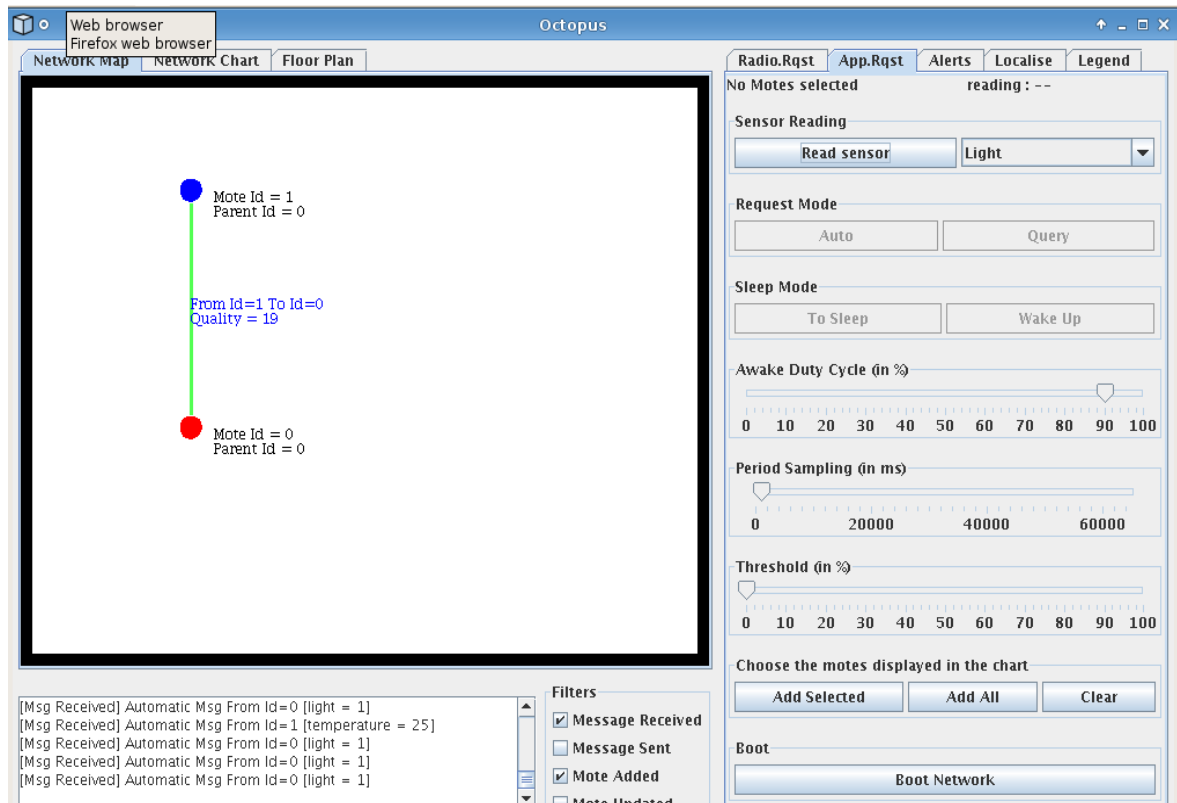 Octopus
Web browser
Firefox web browser
Network Map Network Chart Floor Plan
Mote Id = 1
Parent Id = 0
From Id=1 To Id=0
Quality = 19
Mote Id = 0
Parent Id = 0
[Msg Received] Automatic Msg From Id=0 [light = 1]
[Msg Received] Automatic Msg From Id=1 [temperature = 25]
[Msg Received] Automatic Msg From Id=0 [light = 1]
[Msg Received] Automatic Msg From Id=0 [light = 1]
[Msg Received] Automatic Msg From Id=0 [light = 1]
Filters
Message Received
Message Sent
Mote Added
Mote Updated
Radio.Rqst App.Rqst Alerts Localise Legend
No Motes selected reading : --
Sensor Reading
Read sensor Light
Request Mode
Auto Query
Sleep Mode
To Sleep Wake Up
Awake Duty Cycle (in %)
0 10 20 30 40 50 60 70 80 90 100
Period Sampling (in ms)
0 20000 40000 60000
Threshold (in %)
0 10 20 30 40 50 60 70 80 90 100
Choose the motes displayed in the chart
Add Selected Add All Clear
Boot
Boot Network